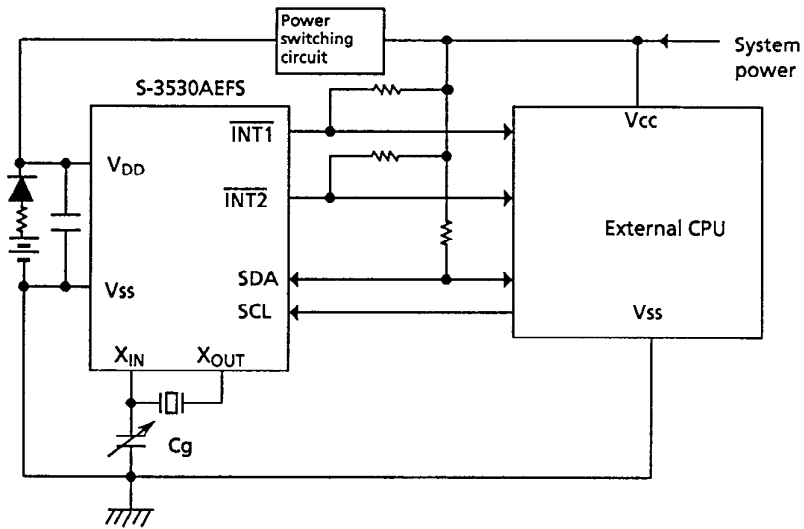 Power
switching
circuit
System
power
S-3530AEFS
INT1
Vcc
VDD
INT2
External CPU
SDA
VSS
SCL
Vss
XIN
XOUT
Cg